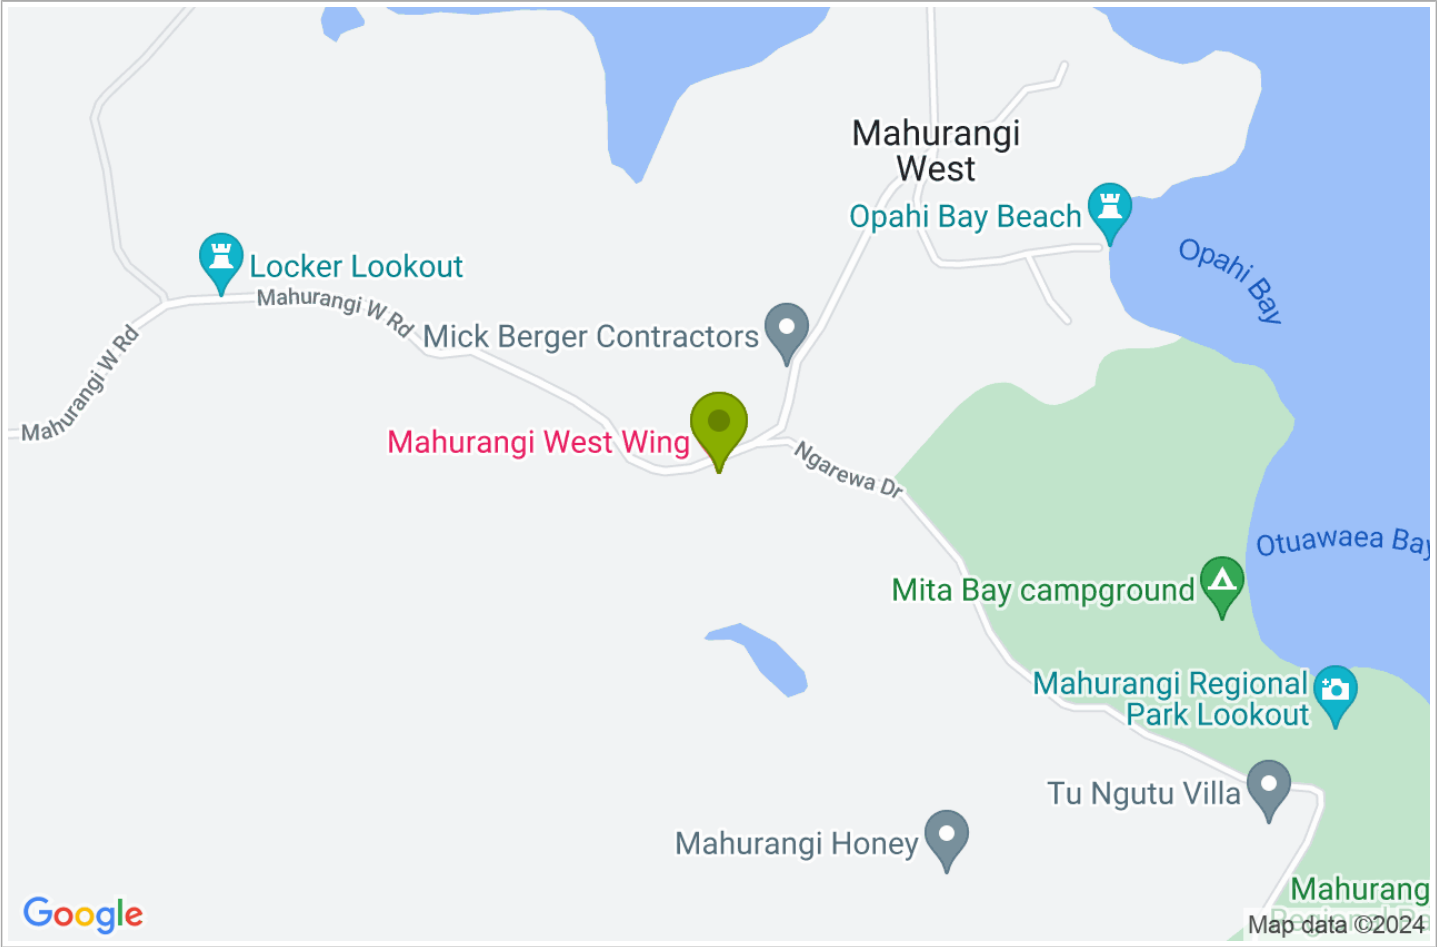 Mahurangi
West
Opahi Bay Beach
Opahi Bay
Locker Lookout
Mahurangi W Rd
Mahurangi W Rd
Mick Berger Contractors
Mahurangi West Wing
Ngarewa Dr
Otuawaea Bay
Mita Bay campground
Mahurangi Regional
Park Lookout
Tu Ngutu Villa
Mahurangi Honey
Mahurang
Regional Pa
Google
Map data ©2024